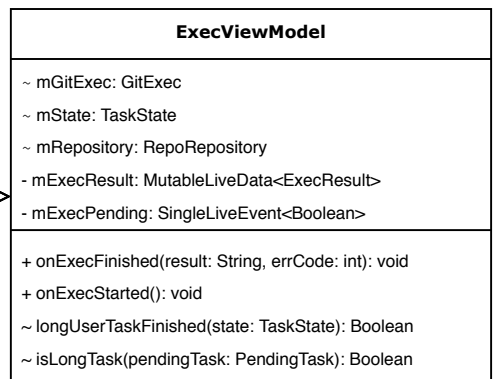 ExecViewModel
~ mGitExec: GitExec
~ mState: TaskState
~ mRepository: RepoRepository
- mExecResult: MutableLiveData<ExecResult>
- mExecPending: SingleLiveEvent<Boolean>
+ onExecFinished(result: String, errCode: int): void
+ onExecStarted(): void
~ longUserTaskFinished(state: TaskState): Boolean
~ isLongTask(pendingTask: PendingTask): Boolean